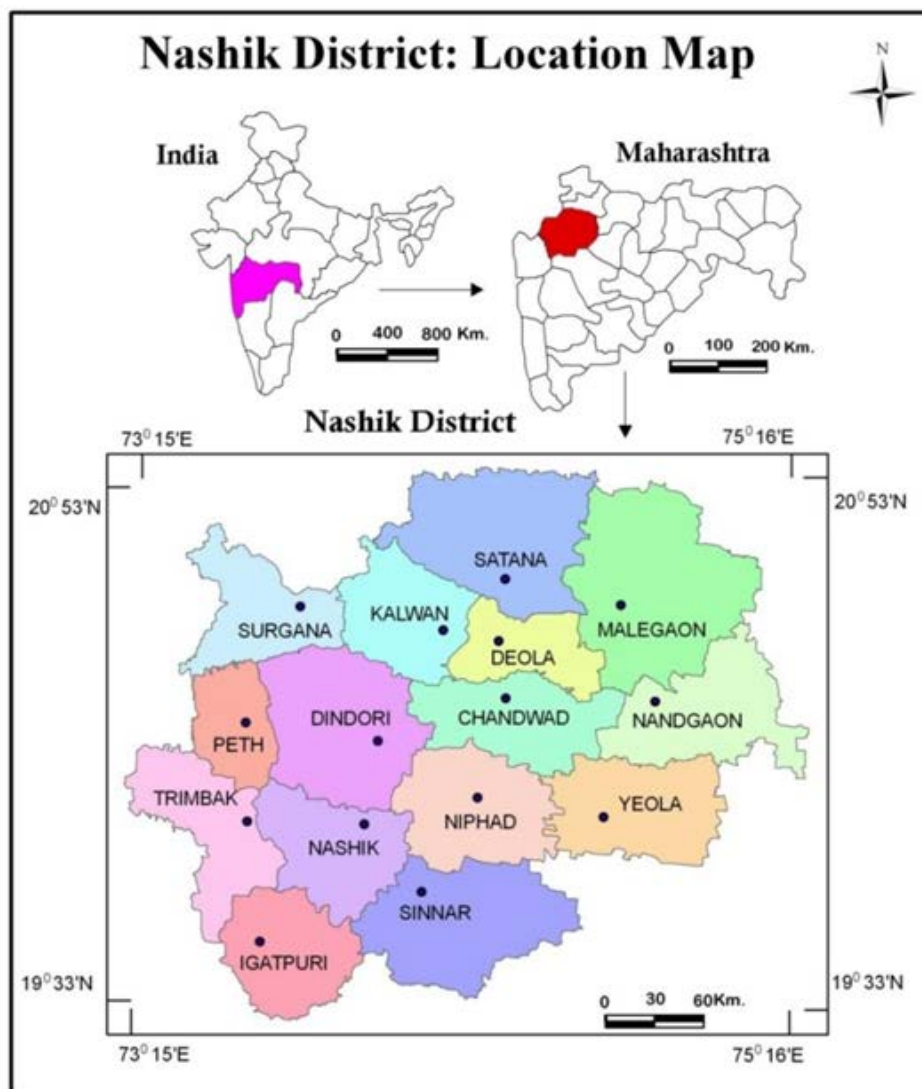 Nashik District: Location Map
N
India
Maharashtra
0 400 800 Km.
0 100 200 Km.
Nashik District
73⁰ 15'E
75⁰ 16'E
20⁰ 53'N
20⁰ 53'N
SATANA
KALWAN
SURGANA
MALEGAON
DEOLA
DINDORI
CHANDWAD
NANDGAON
PETH
TRIMBAK
YEOLA
NIPHAD
NASHIK
SINNAR
IGATPURI
19⁰ 33'N
19⁰ 33'N
0 30 60Km.
73⁰ 15'E
75⁰ 16'E